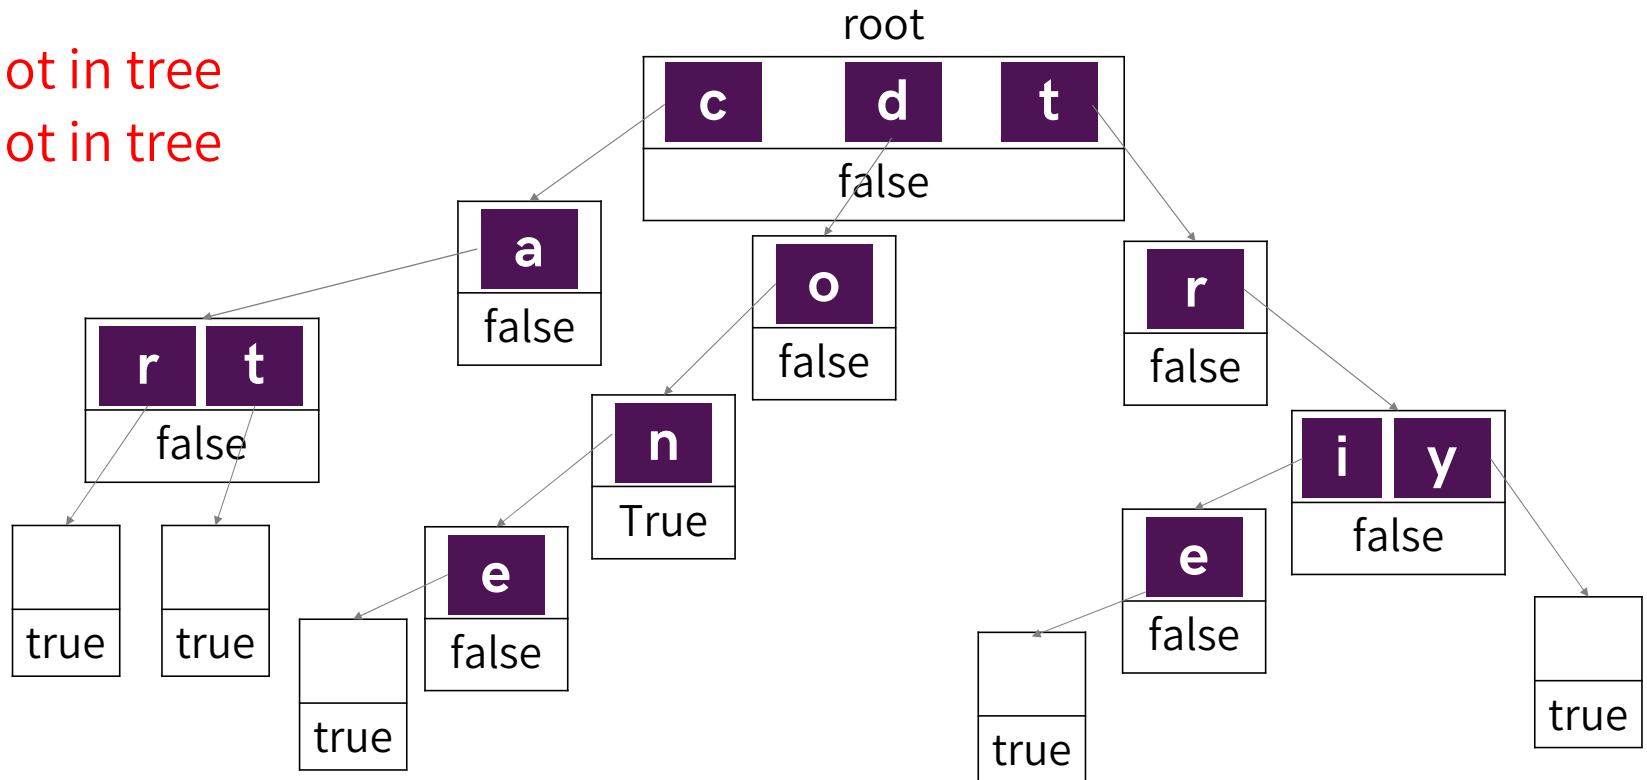 root
ot in tree
c d t
ot in tree
false
a
o
r
false
r t
false
false
i y
n
false
True
false
e
e
true
true
false
false
true
true
true